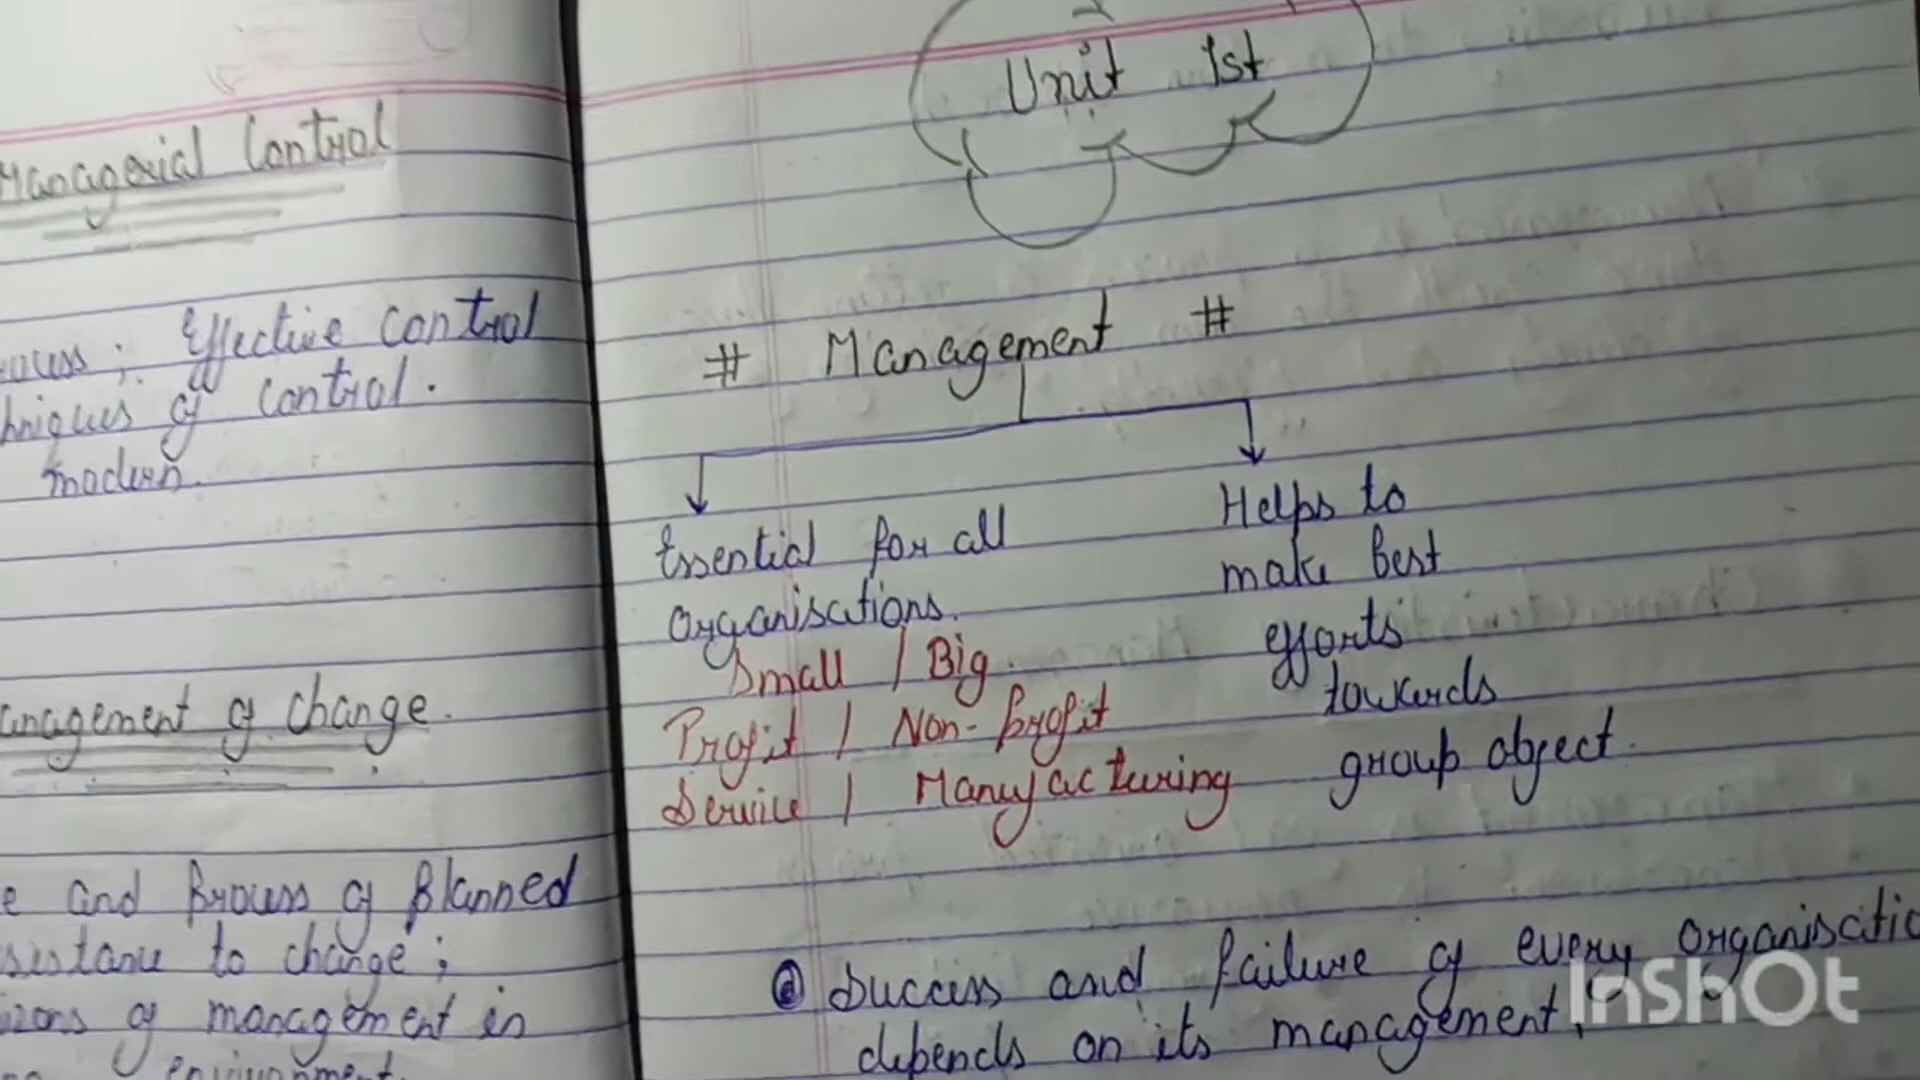 Managerial Control
Effective control
of control.
modern.
of change.
e and Process of Planned
to change;
of management in
environment.
Unit 1st
# Management #
Essential for all
organisations.
Small / Big
Profit / Non-profit
Service / Manufacturing
Helps to
make best
efforts
towards
group object.
Success and failure of every organisatio
depends on its management.
InShOt